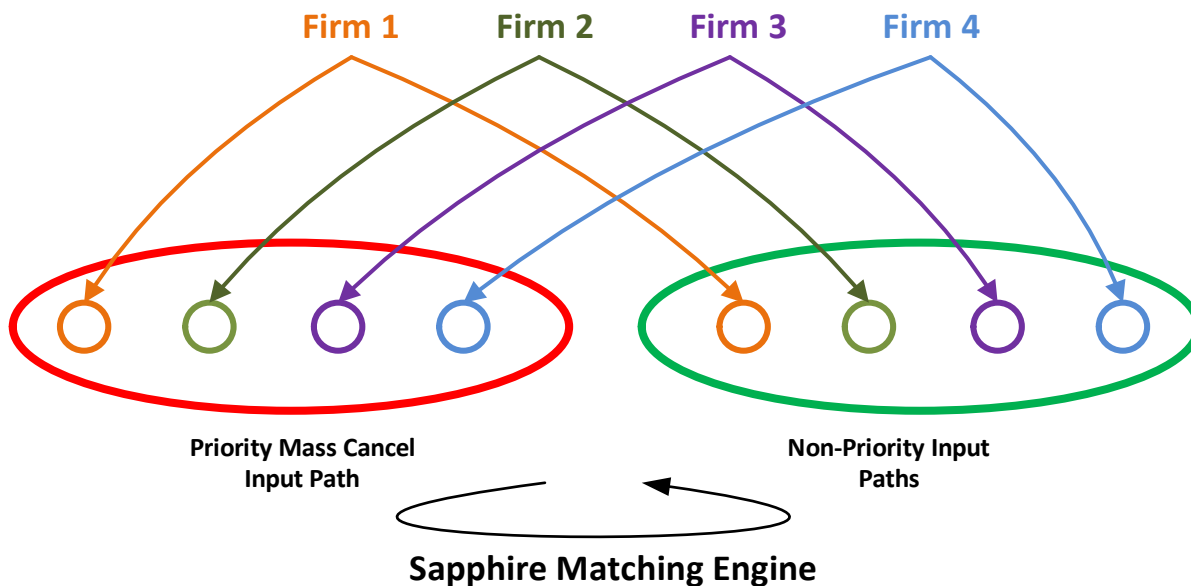 Firm 1
Firm 2
Firm 3
Firm 4
Priority Mass Cancel
Input Path
Non-Priority Input
Paths
Sapphire Matching Engine